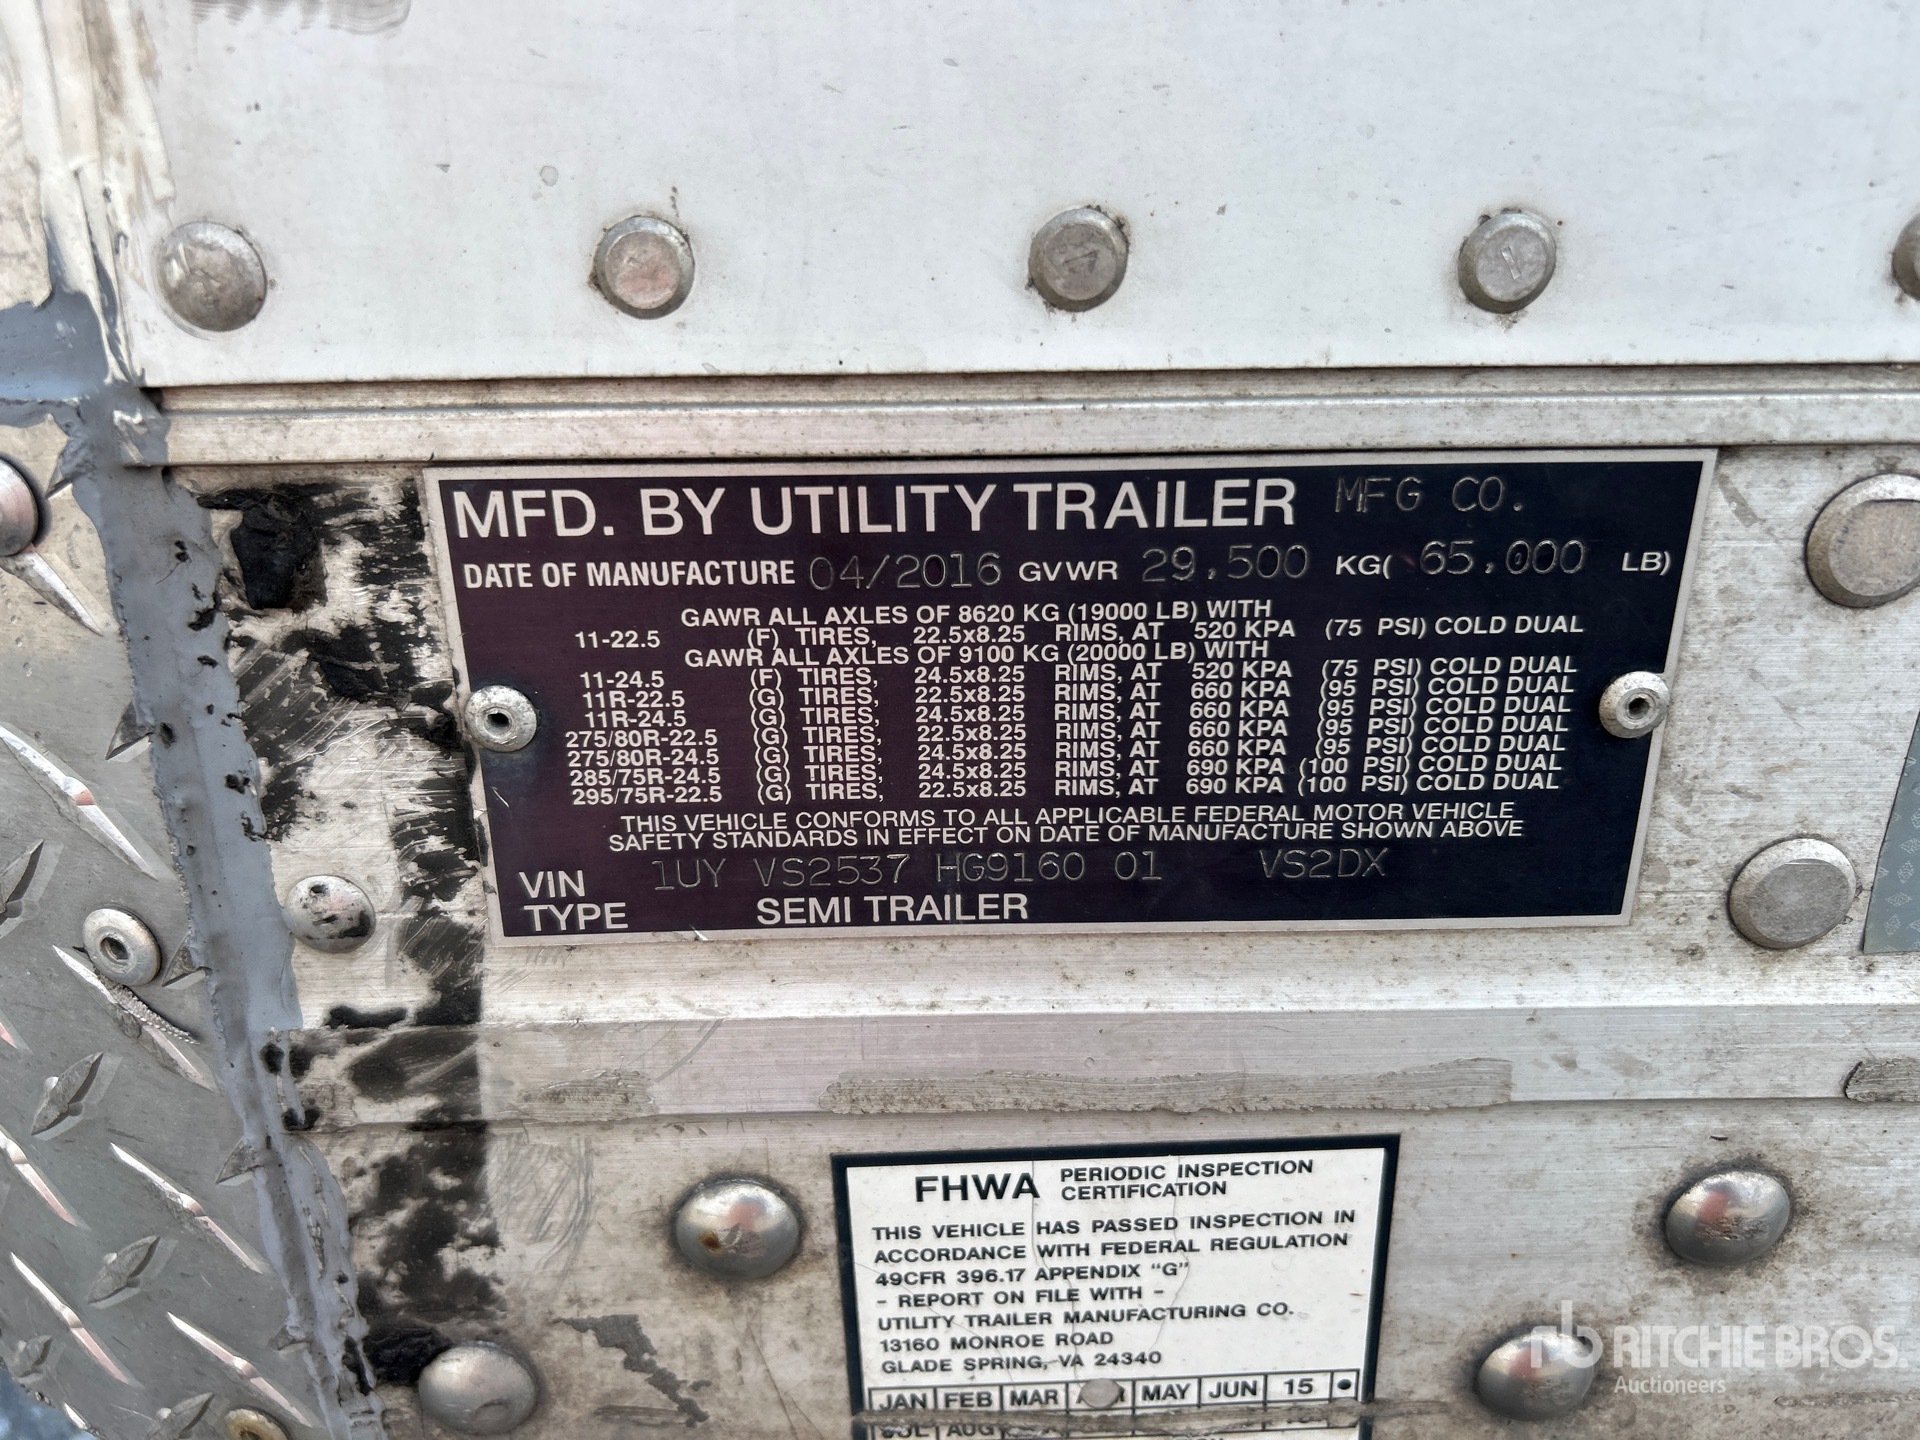 MFD. BY UTILITY TRAILER MFG CO.
DATE OF MANUFACTURE 04/2016 GVWR 29,500 KG( 65,000 LB)
GAWR ALL AXLES OF 8620 KG (19000 LB) WITH
11-22.5 (F) TIRES, 22.5x8.25 RIMS, AT 520 KPA (75 PSI) COLD DUAL
GAWR ALL AXLES OF 9100 KG (20000 LB) WITH
11-24.5 (F) TIRES, 24.5x8.25 RIMS, AT 520 KPA (75 PSI) COLD DUAL
11R-22.5 (G) TIRES, 22.5x8.25 RIMS, AT 660 KPA (95 PSI) COLD DUAL
11R-24.5 (G) TIRES, 24.5x8.25 RIMS, AT 660 KPA (95 PSI) COLD DUAL
275/80R-22.5 (G) TIRES, 22.5x8.25 RIMS, AT 660 KPA (95 PSI) COLD DUAL
275/80R-24.5 (G) TIRES, 24.5x8.25 RIMS, AT 660 KPA (95 PSI) COLD DUAL
285/75R-24.5 (G) TIRES, 24.5x8.25 RIMS, AT 690 KPA (100 PSI) COLD DUAL
295/75R-22.5 (G) TIRES, 22.5x8.25 RIMS, AT 690 KPA (100 PSI) COLD DUAL
THIS VEHICLE CONFORMS TO ALL APPLICABLE FEDERAL MOTOR VEHICLE
SAFETY STANDARDS IN EFFECT ON DATE OF MANUFACTURE SHOWN ABOVE
VIN 1UY VS2537 HG9160 01 VS2DX
TYPE SEMI TRAILER
FHWA PERIODIC INSPECTION
CERTIFICATION
THIS VEHICLE HAS PASSED INSPECTION IN
ACCORDANCE WITH FEDERAL REGULATION
49CFR 396.17 APPENDIX "G"
- REPORT ON FILE WITH -
UTILITY TRAILER MANUFACTURING CO.
13160 MONROE ROAD
GLADE SPRING, VA 24340
JAN FEB MAR MAY JUN 15
JUL AUG
RITCHIE BROS.
Auctioneers